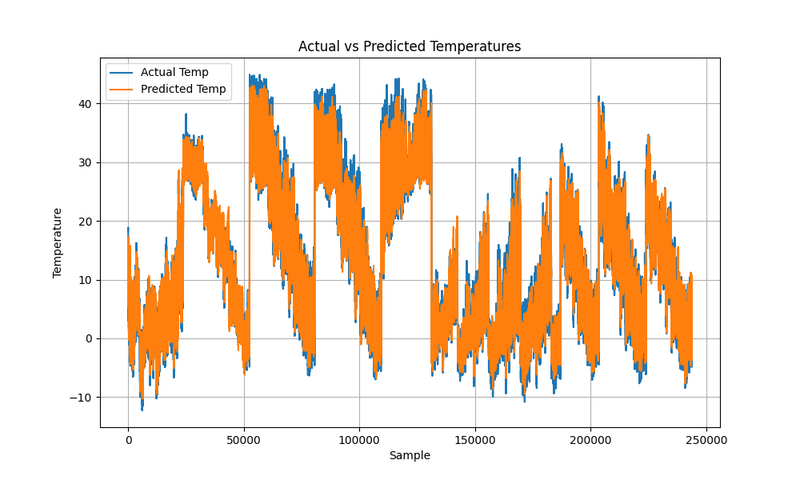 Actual vs Predicted Temperatures
Actual Temp
Predicted Temp
Temperature
40
30
20
10
0
−10
0
50000
100000
150000
200000
250000
Sample